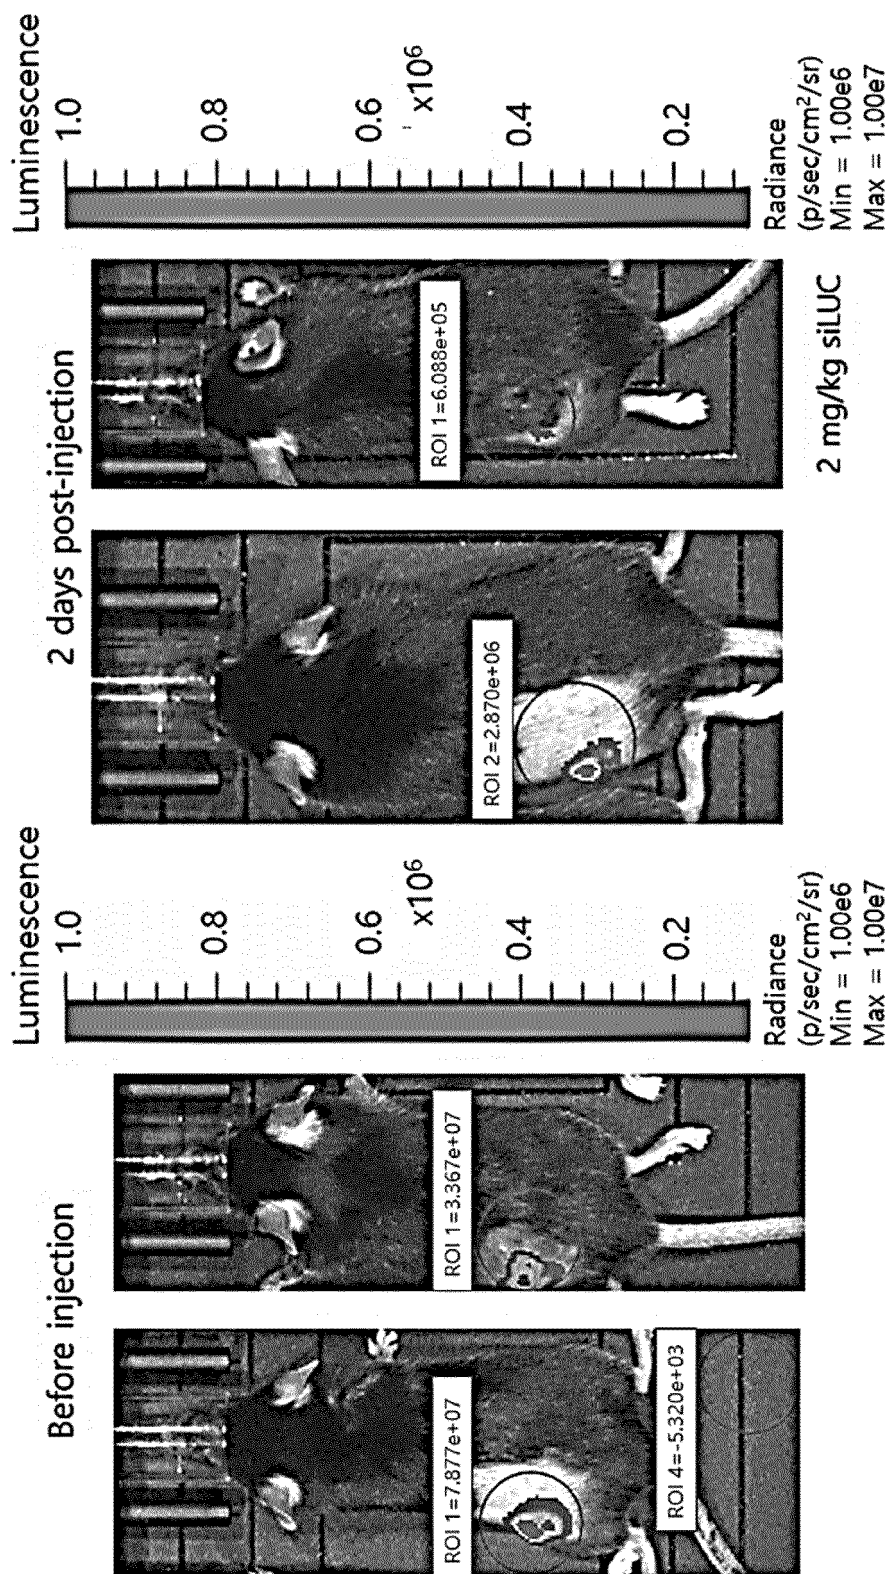 Before injection
ROI 1=7.877e+07
ROI 4=-5.320e+03
ROI 1=3.367e+07
Luminescence
1.0
0.8
0.6
x10⁶
0.4
0.2
Radiance
(p/sec/cm²/sr)
Min = 1.00e6
Max = 1.00e7
2 days post-injection
ROI 2=2.870e+06
ROI 1=6.088e+05
2 mg/kg siLUC
Luminescence
1.0
0.8
0.6
x10⁶
0.4
0.2
Radiance
(p/sec/cm²/sr)
Min = 1.00e6
Max = 1.00e7